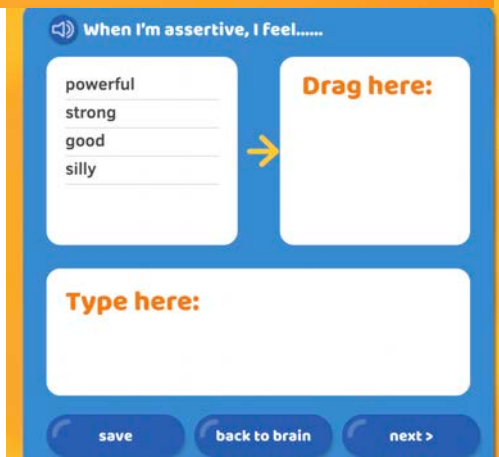 When I'm assertive, I feel......
powerful
strong
good
silly
Drag here:
Type here:
save
back to brain
next >